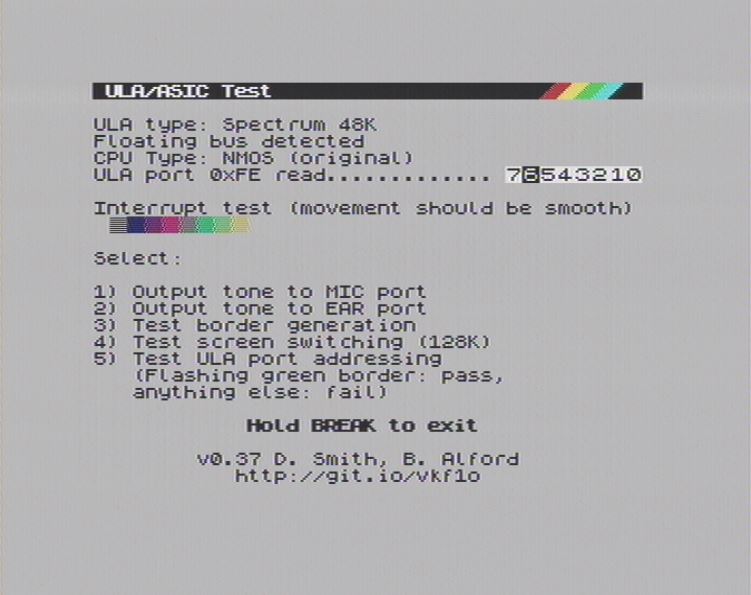 ULA/ASIC Test
ULA type: Spectrum 48K
Floating bus detected
CPU Type: NMOS (original)
ULA port 0xFE read............. 76543210
Interrupt test (movement should be smooth)
Select:
1) Output tone to MIC port
2) Output tone to EAR port
3) Test border generation
4) Test screen switching (128K)
5) Test ULA port addressing
(Flashing green border: pass,
anything else: fail)
Hold BREAK to exit
v0.37 D. Smith, B. Alford
http://git.io/vkf1o